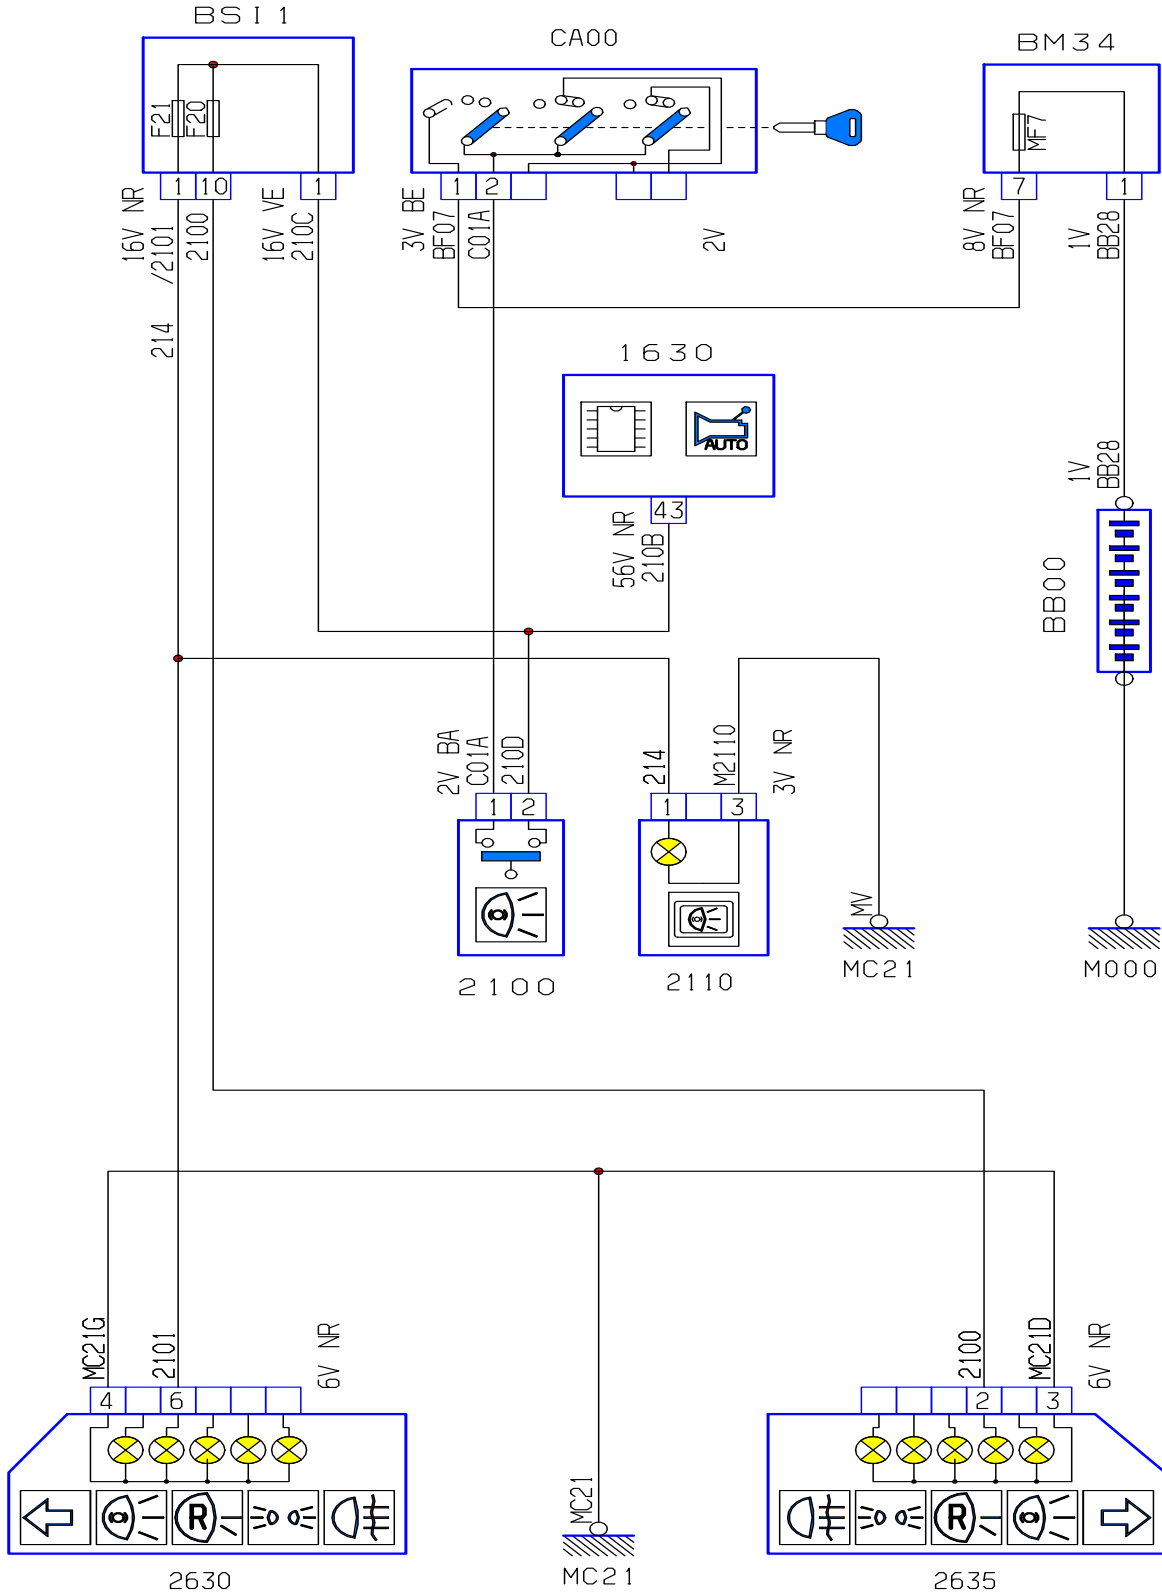 BSI1
CA00
BM34
F21
F20
MF7
1
10
1
1
2
7
1
16V NR
/2101
2100
16V VE
210C
3V BE
BF07
C01A
2V
8V NR
BF07
1V
BB28
214
1630
AUTO
43
56V NR
210B
1V
BB28
BB00
2V BA
C01A
210D
214
M2110
3V NR
1
2
1
3
MV
2100
2110
MC21
M000
MC21G
2101
6V NR
2100
MC21D
6V NR
4
6
2
3
MC21
R
R
2630
MC21
2635